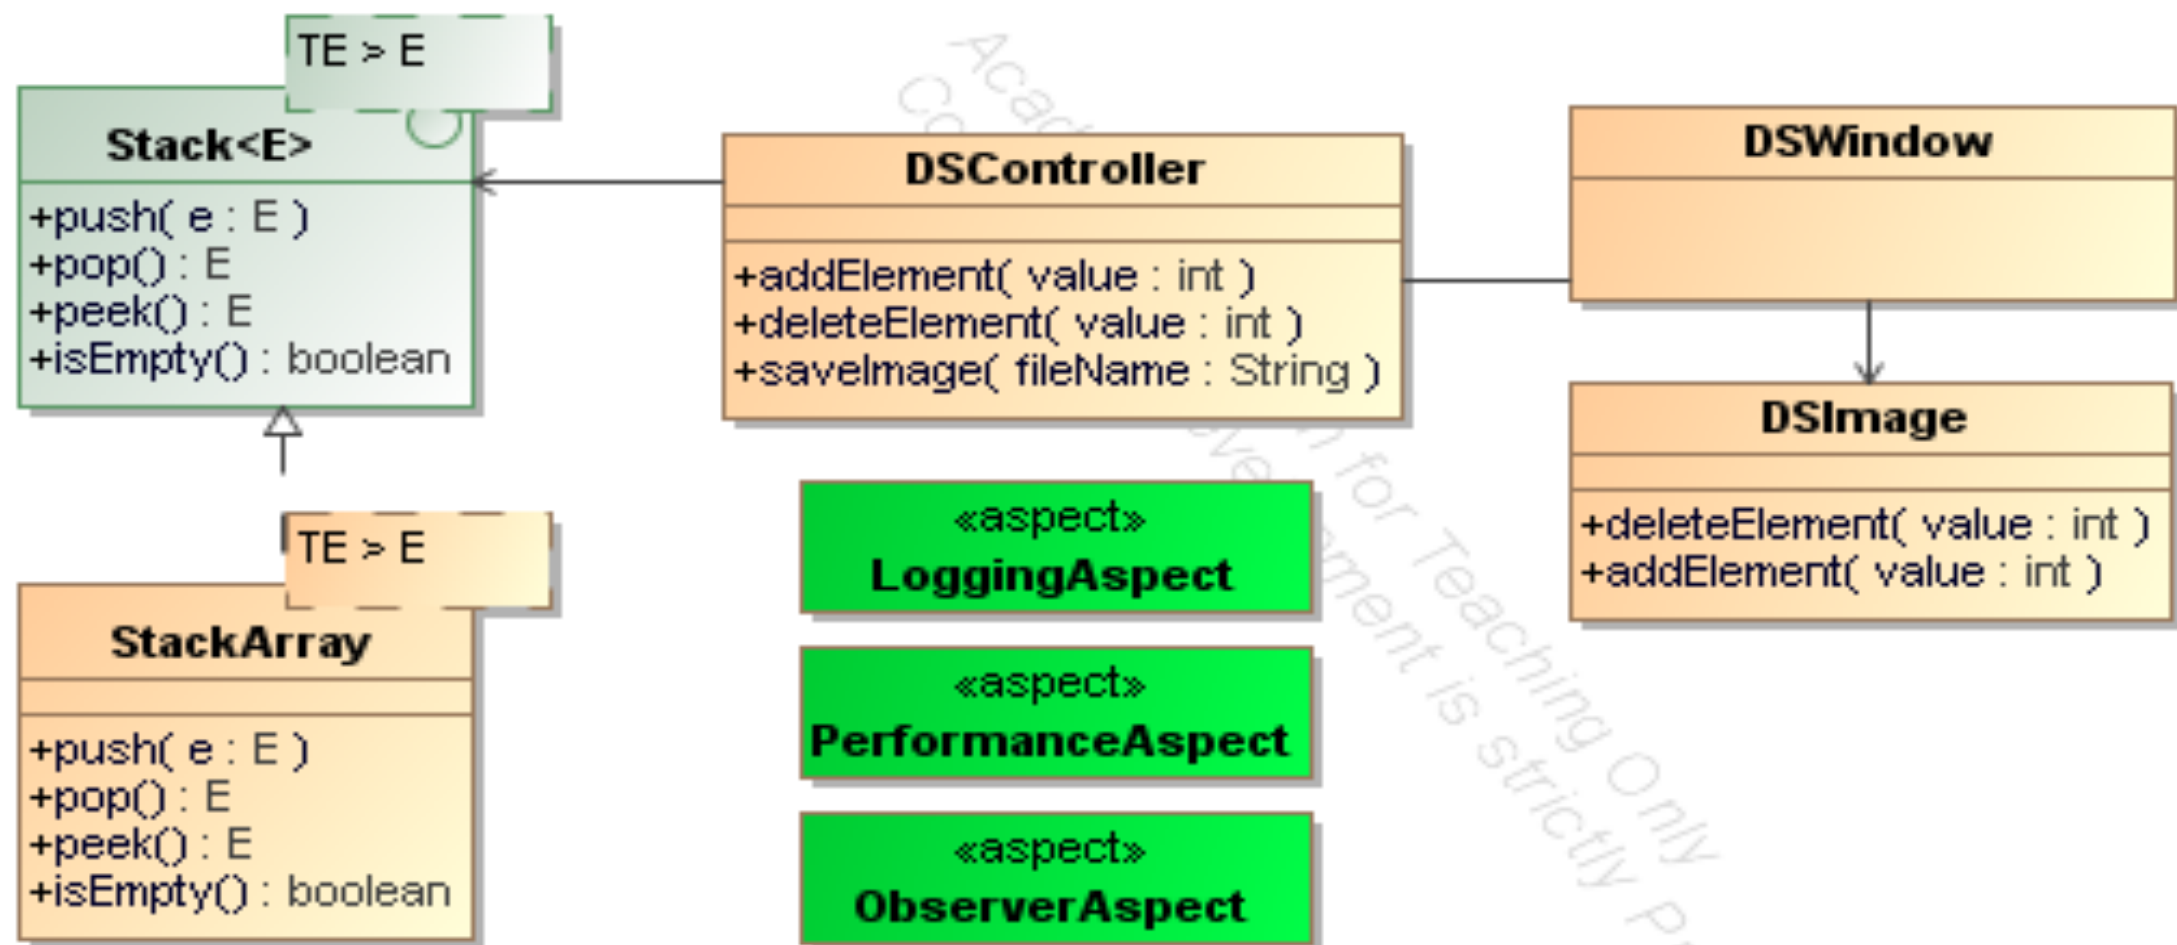 TE > E
Stack<E>
+push( e : E )
+pop() : E
+peek() : E
+isEmpty() : boolean
TE > E
StackArray
+push( e : E )
+pop() : E
+peek() : E
+isEmpty() : boolean
DSController
+addElement( value : int )
+deleteElement( value : int )
+saveImage( fileName : String )
«aspect»
LoggingAspect
«aspect»
PerformanceAspect
«aspect»
ObserverAspect
DSWindow
DSImage
+deleteElement( value : int )
+addElement( value : int )
for Teaching Only
is strictly